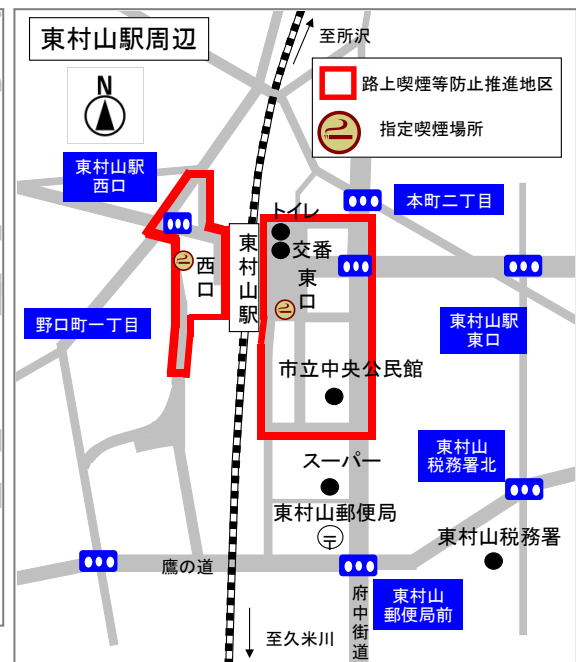 東村山駅周辺
至所沢
N
路上喫煙等防止推進地区
指定喫煙場所
東村山駅
西口
本町二丁目
トイレ
交番
東村山駅
東口
西口
野口町一丁目
東村山駅
東口
市立中央公民館
東村山
税務署北
スーパー
東村山郵便局
〒
東村山税務署
鷹の道
府中街道
東村山
郵便局前
至久米川